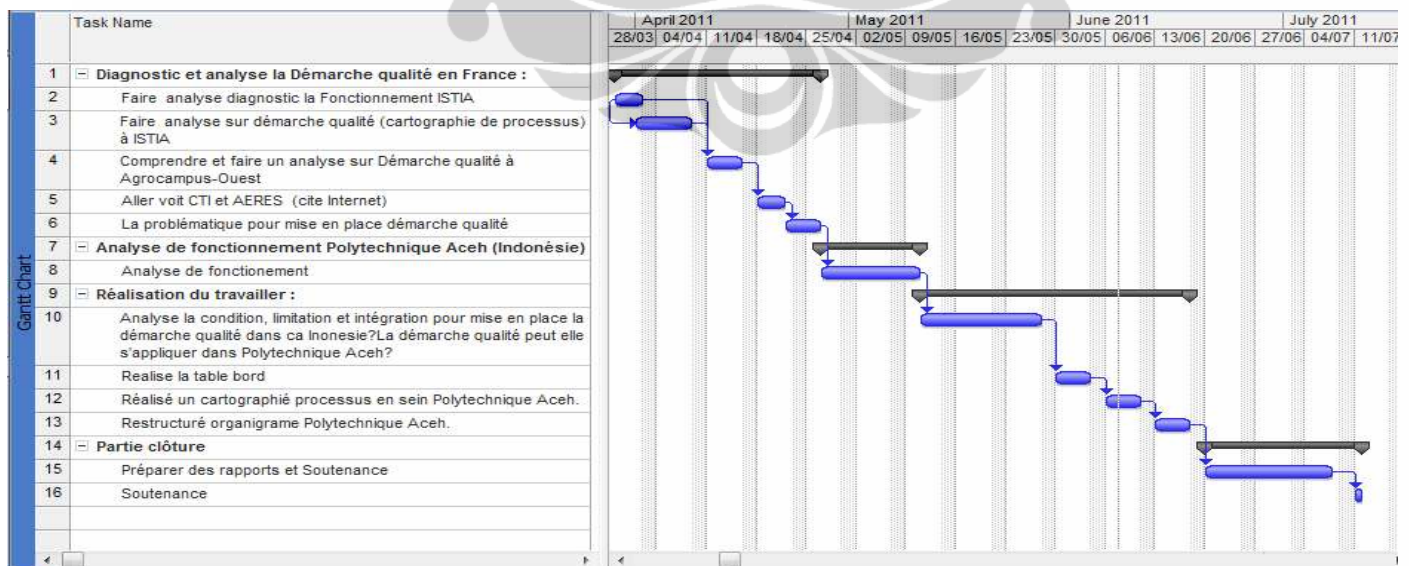 Task Name
April 2011 May 2011 June 2011 July 2011
28/03 04/04 11/04 18/04 25/04 02/05 09/05 16/05 23/05 30/05 06/06 13/06 20/06 27/06 04/07 11/07
Gantt Chart
1 Diagnostic et analyse la Démarche qualité en France :
2 Faire analyse diagnostic la Fonctionnement ISTIA
3 Faire analyse sur démarche qualité (cartographie de processus)
à ISTIA
4 Comprendre et faire un analyse sur Démarche qualité à
Agrocampus-Ouest
5 Aller voit CTI et AERES (cite Internet)
6 La problématique pour mise en place démarche qualité
7 Analyse de fonctionnement Polytechnique Aceh (Indonésie)
8 Analyse de fonctionement
9 Réalisation du travailler :
10 Analyse la condition, limitation et intégration pour mise en place la
démarche qualité dans ca Inonesie?La démarche qualité peut elle
s'appliquer dans Polytechnique Aceh?
11 Realise la table bord
12 Réalisé un cartographié processus en sein Polytechnique Aceh.
13 Restructuré organigrame Polytechnique Aceh.
14 Partie clôture
15 Préparer des rapports et Soutenance
16 Soutenance